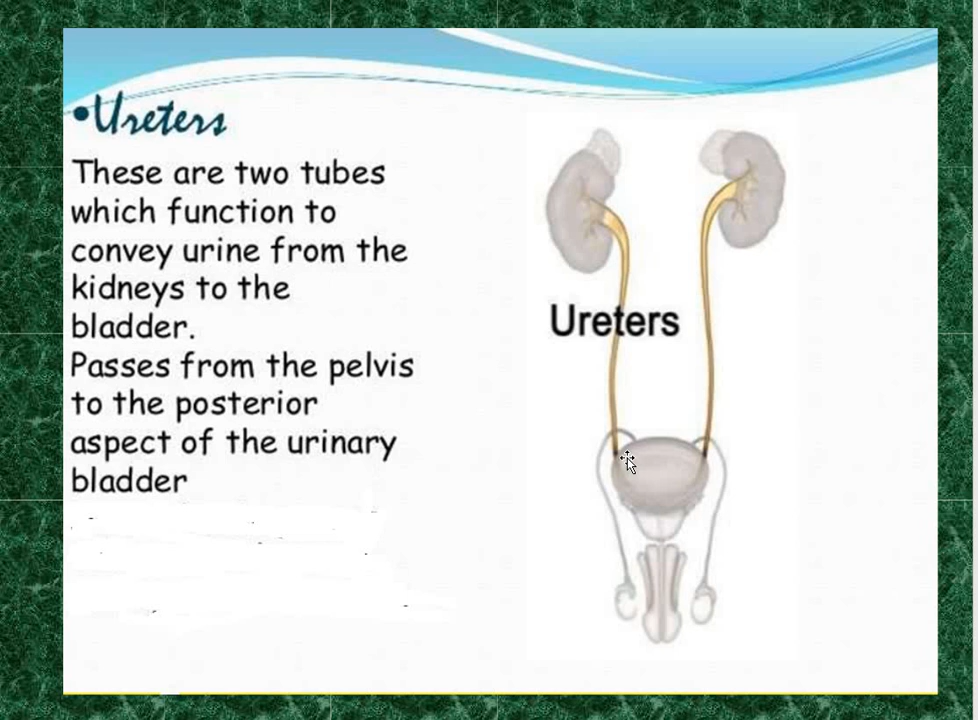 •Ureters
These are two tubes
which function to
convey urine from the
kidneys to the
bladder.
Passes from the pelvis
to the posterior
aspect of the urinary
bladder
Ureters